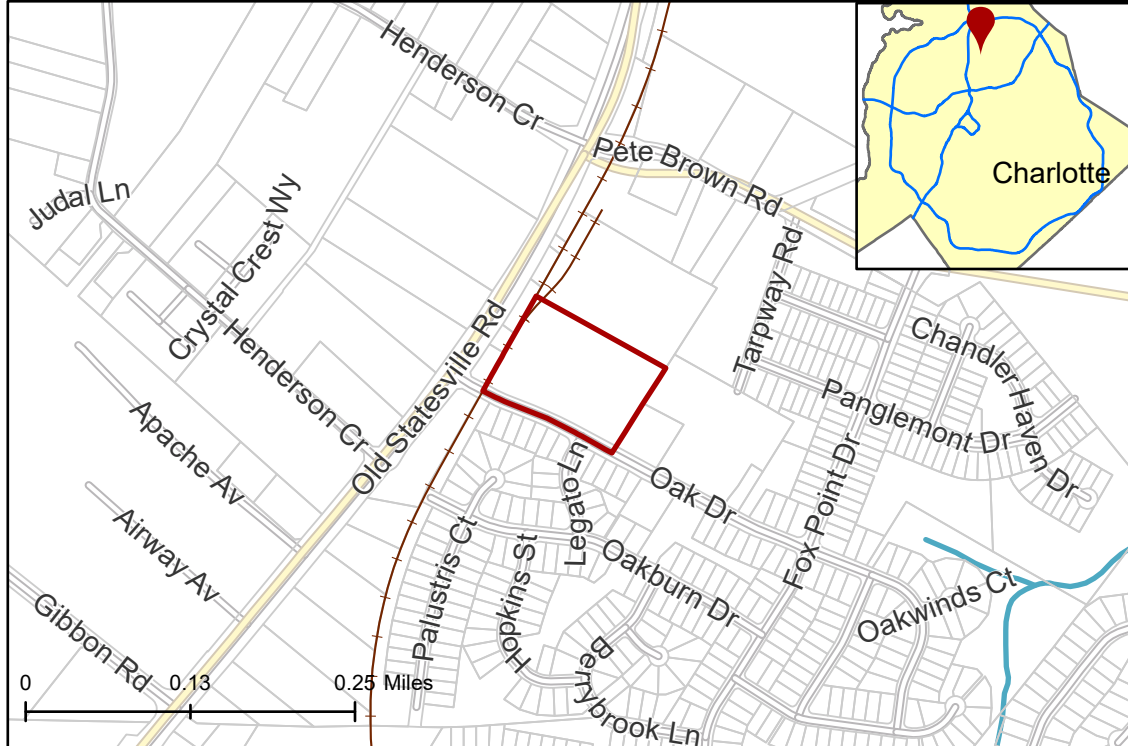 Henderson Cr
Pete Brown Rd
Charlotte
Judal Ln
Crystal Crest Wy
Tarpway Rd
Henderson Cr
Old Statesville Rd
Chandler Haven Dr
Panglemont Dr
Apache Av
Legato Ln
Oak Dr
Fox Point Dr
Airway Av
Palustris Ct
Hopkins St
Oakburn Dr
Oakwinds Ct
Gibbon Rd
Berrybrook Ln
0 0.13 0.25 Miles